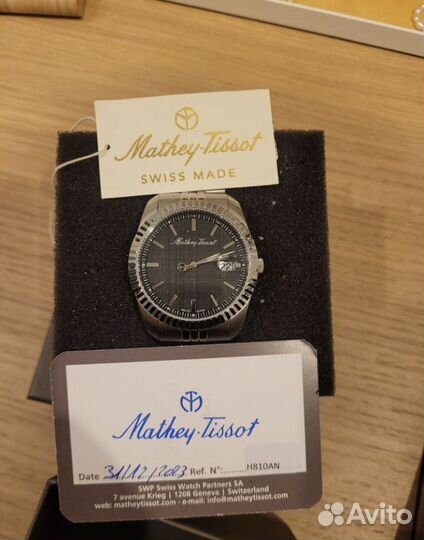 Mathey-Tissot
SWISS MADE
Mathey-Tissot
Mathey-Tissot
Date 31/12/2023 Ref. N°:.........H810AN
SWP Swiss Watch Partners SA
7 avenue Krieg | 1208 Geneva | Switzerland
web: matheytissot.com - e-mail: info@matheytissot.com
Avito